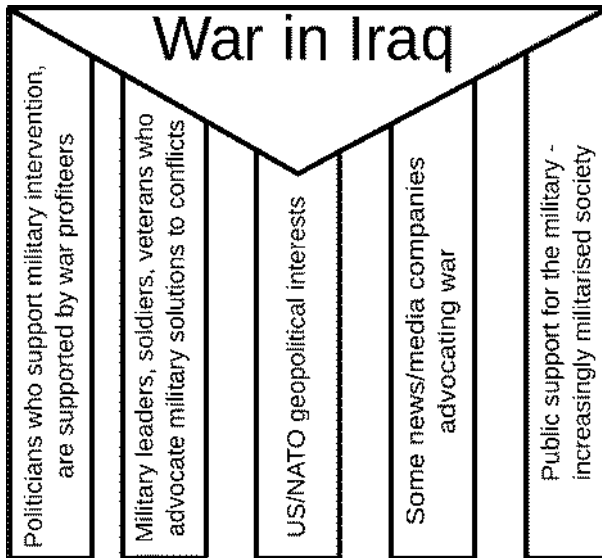 War in Iraq
Politicians who support military intervention,
are supported by war profiteers
Military leaders, soldiers, veterans who
advocate military solutions to conflicts
US/NATO geopolitical interests
Some news/media companies
advocating war
Public support for the military -
increasingly militarised society